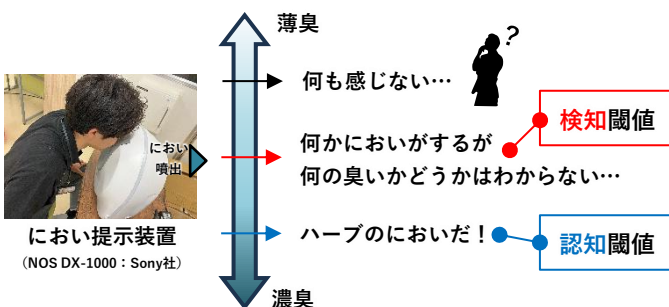 薄臭
?
何も感じない…
検知閾値
何かにおいがするが
何の臭いかどうかはわからない…
におい
噴出
ハーブのにおいだ！
認知閾値
におい提示装置
（NOS DX-1000：Sony社）
濃臭